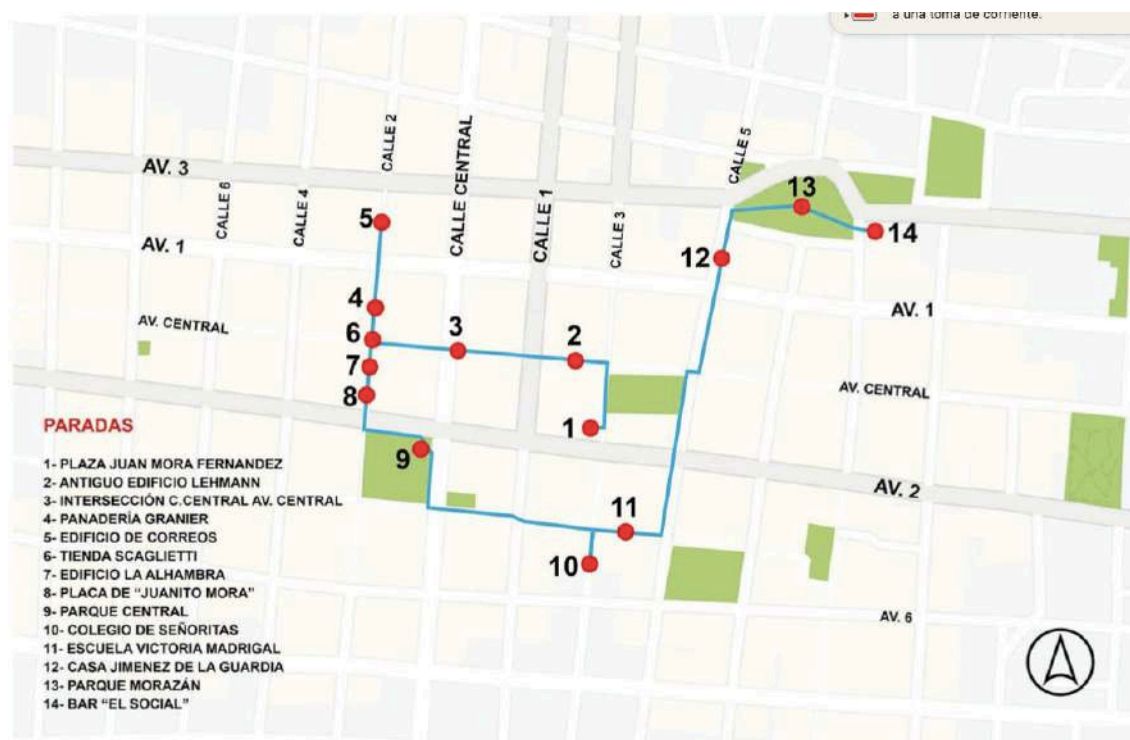 a una toma de corriente.
CALLE 2
CALLE CENTRAL
CALLE 5
AV. 3
CALLE 6
CALLE 4
CALLE 1
CALLE 3
13
5
14
AV. 1
12
4
AV. 1
AV. CENTRAL
6
3
2
7
AV. CENTRAL
8
1
9
AV. 2
11
10
AV. 6
PARADAS
1- PLAZA JUAN MORA FERNANDEZ
2- ANTIGUO EDIFICIO LEHMANN
3- INTERSECCIÓN C.CENTRAL AV. CENTRAL
4- PANADERÍA GRANIER
5- EDIFICIO DE CORREOS
6- TIENDA SCAGLIETTI
7- EDIFICIO LA ALHAMBRA
8- PLACA DE “JUANITO MORA”
9- PARQUE CENTRAL
10- COLEGIO DE SEÑORITAS
11- ESCUELA VICTORIA MADRIGAL
12- CASA JIMENEZ DE LA GUARDIA
13- PARQUE MORAZÁN
14- BAR “EL SOCIAL”